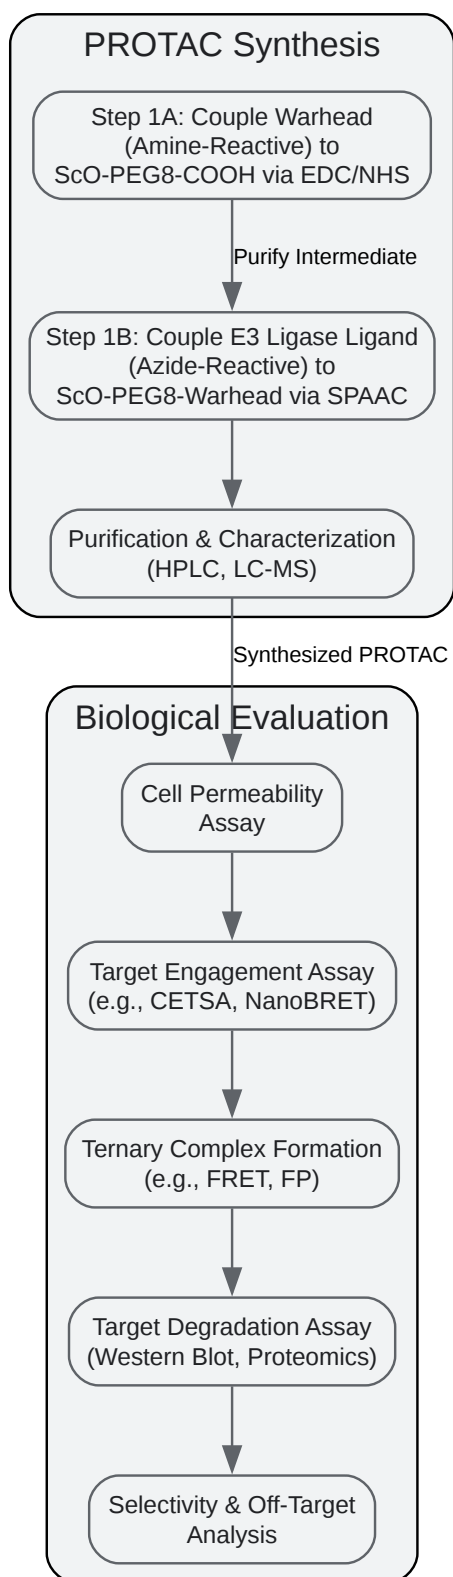 PROTAC Synthesis
Step 1A: Couple Warhead
(Amine-Reactive) to
ScO-PEG8-COOH via EDC/NHS
Purify Intermediate
Step 1B: Couple E3 Ligase Ligand
(Azide-Reactive) to
ScO-PEG8-Warhead via SPAAC
Purification & Characterization
(HPLC, LC-MS)
Synthesized PROTAC
Biological Evaluation
Cell Permeability
Assay
Target Engagement Assay
(e.g., CETSA, NanoBRET)
Ternary Complex Formation
(e.g., FRET, FP)
Target Degradation Assay
(Western Blot, Proteomics)
Selectivity & Off-Target
Analysis